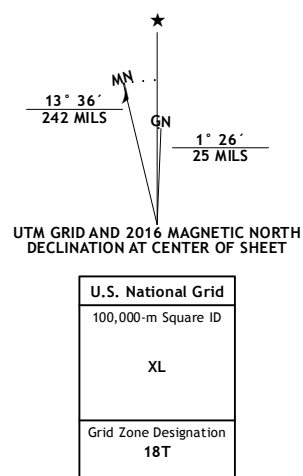 MN
GN
13° 36´
242 MILS
1° 26´
25 MILS
UTM GRID AND 2016 MAGNETIC NORTH
DECLINATION AT CENTER OF SHEET
U.S. National Grid
100,000-m Square ID
XL
Grid Zone Designation
18T